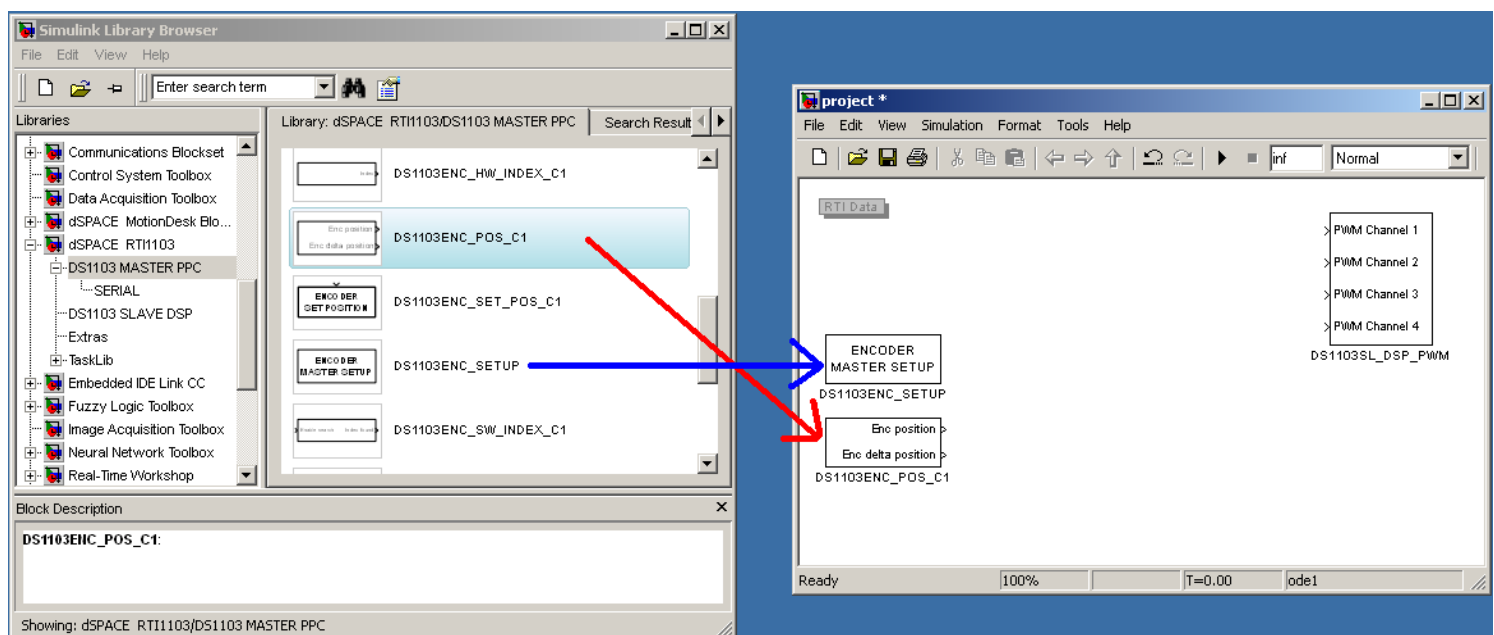 Simulink Library Browser
File Edit View Help
Enter search term
Libraries
Library: dSPACE RTI1103/DS1103 MASTER PPC
Search Result
Communications Blockset
Control System Toolbox
Data Acquisition Toolbox
dSPACE MotionDesk Blo...
dSPACE RTI1103
DS1103 MASTER PPC
SERIAL
DS1103 SLAVE DSP
Extras
TaskLib
Embedded IDE Link CC
Fuzzy Logic Toolbox
Image Acquisition Toolbox
Neural Network Toolbox
Real-Time Workshop
Index
DS1103ENC_HW_INDEX_C1
Enc position
Enc delta position
DS1103ENC_POS_C1
ENCODER
SET POSITION
DS1103ENC_SET_POS_C1
ENCODER
MASTER SETUP
DS1103ENC_SETUP
DS1103ENC_SW_INDEX_C1
Block Description
DS1103ENC_POS_C1:
Showing: dSPACE RTI1103/DS1103 MASTER PPC
project *
File Edit View Simulation Format Tools Help
inf
Normal
RTI Data
PWM Channel 1
PWM Channel 2
PWM Channel 3
PWM Channel 4
DS1103SL_DSP_PWM
ENCODER
MASTER SETUP
DS1103ENC_SETUP
Enc position
Enc delta position
DS1103ENC_POS_C1
Ready
100%
T=0.00
ode1